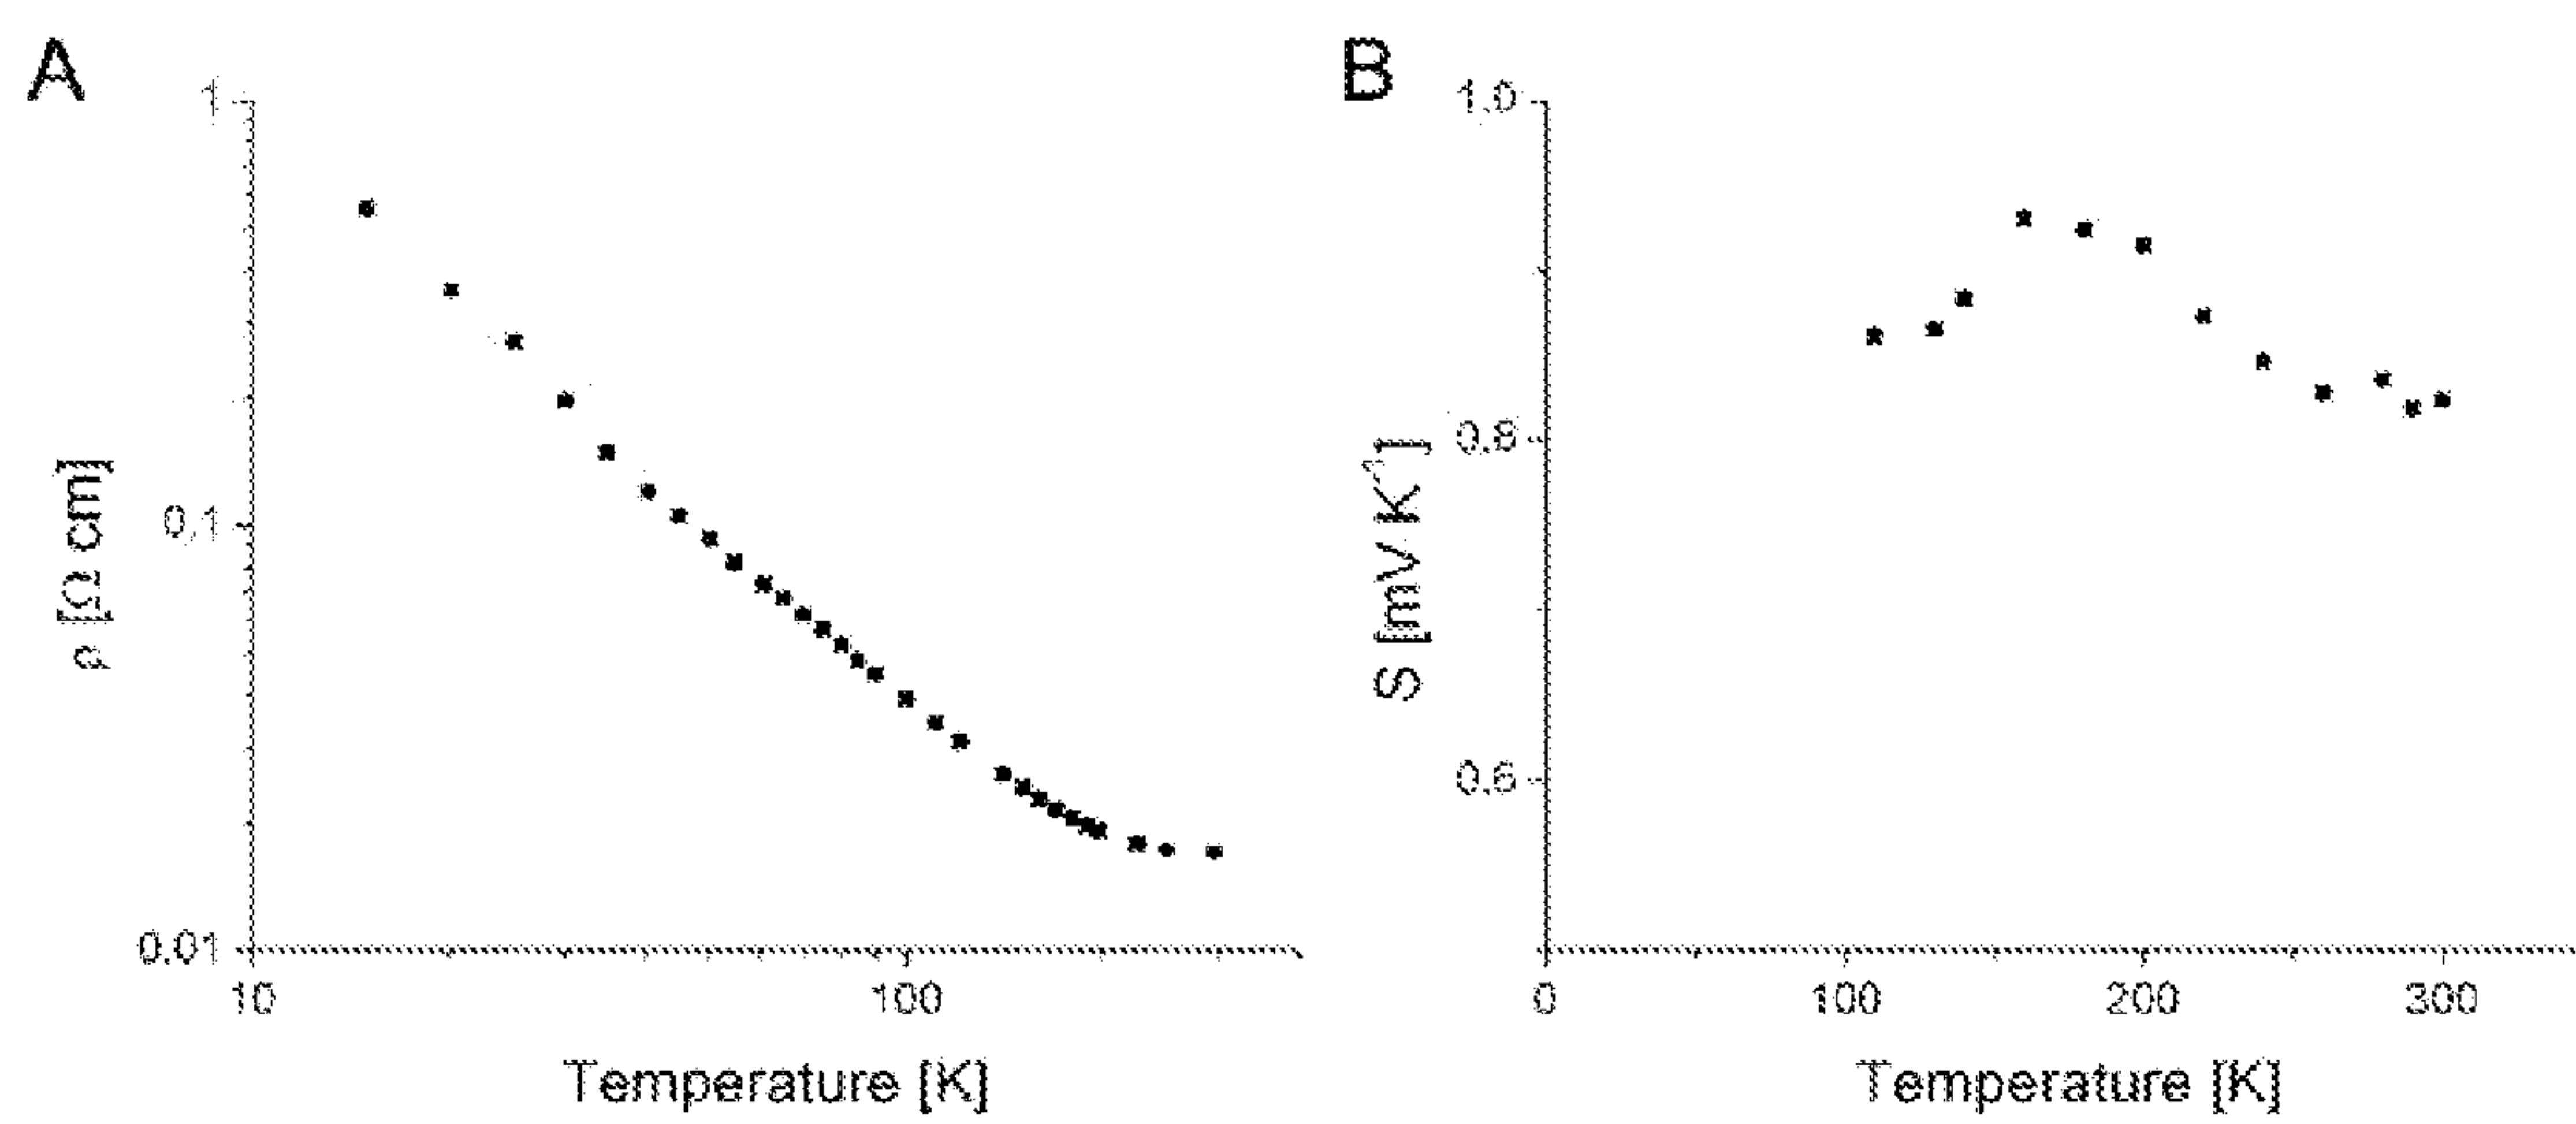 A
1
0,1
0,01
ρ [Ω cm]
10
100
Temperature [K]
B
1,0
0,8
0,6
S [mV K⁻¹]
0
100
200
300
Temperature [K]